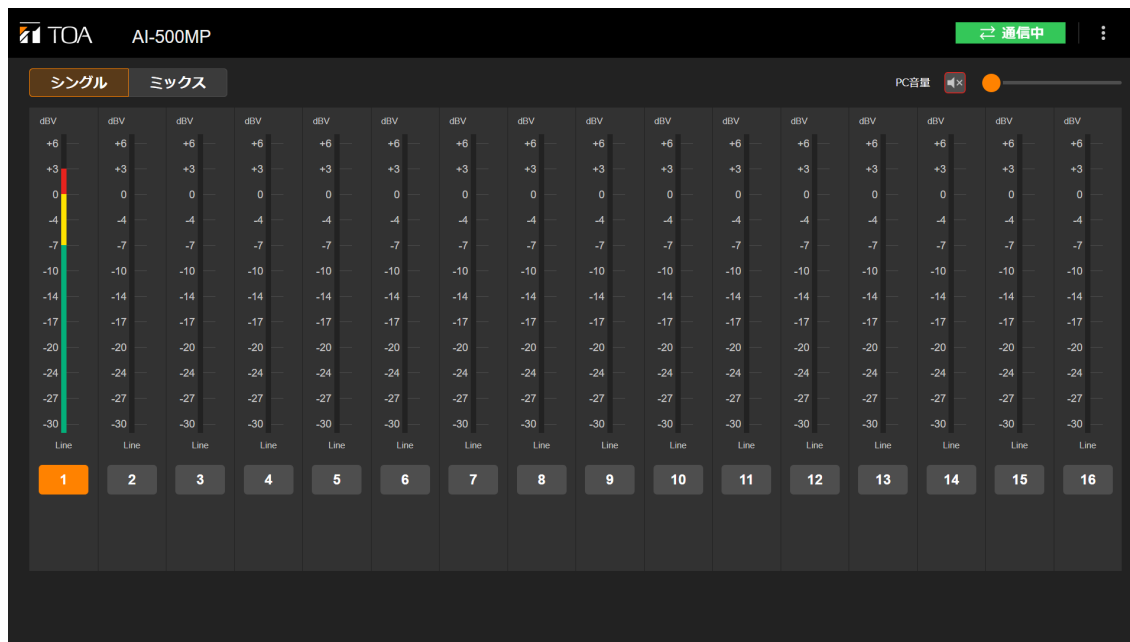 TOA AI-500MP 通信中
シングル ミックス PC音量
dBV dBV dBV dBV dBV dBV dBV dBV dBV dBV dBV dBV dBV dBV dBV dBV
+6 +6 +6 +6 +6 +6 +6 +6 +6 +6 +6 +6 +6 +6 +6 +6
+3 +3 +3 +3 +3 +3 +3 +3 +3 +3 +3 +3 +3 +3 +3 +3
0 0 0 0 0 0 0 0 0 0 0 0 0 0 0 0
-4 -4 -4 -4 -4 -4 -4 -4 -4 -4 -4 -4 -4 -4 -4 -4
-7 -7 -7 -7 -7 -7 -7 -7 -7 -7 -7 -7 -7 -7 -7 -7
-10 -10 -10 -10 -10 -10 -10 -10 -10 -10 -10 -10 -10 -10 -10 -10
-14 -14 -14 -14 -14 -14 -14 -14 -14 -14 -14 -14 -14 -14 -14 -14
-17 -17 -17 -17 -17 -17 -17 -17 -17 -17 -17 -17 -17 -17 -17 -17
-20 -20 -20 -20 -20 -20 -20 -20 -20 -20 -20 -20 -20 -20 -20 -20
-24 -24 -24 -24 -24 -24 -24 -24 -24 -24 -24 -24 -24 -24 -24 -24
-27 -27 -27 -27 -27 -27 -27 -27 -27 -27 -27 -27 -27 -27 -27 -27
-30 -30 -30 -30 -30 -30 -30 -30 -30 -30 -30 -30 -30 -30 -30 -30
Line Line Line Line Line Line Line Line Line Line Line Line Line Line Line Line
1 2 3 4 5 6 7 8 9 10 11 12 13 14 15 16